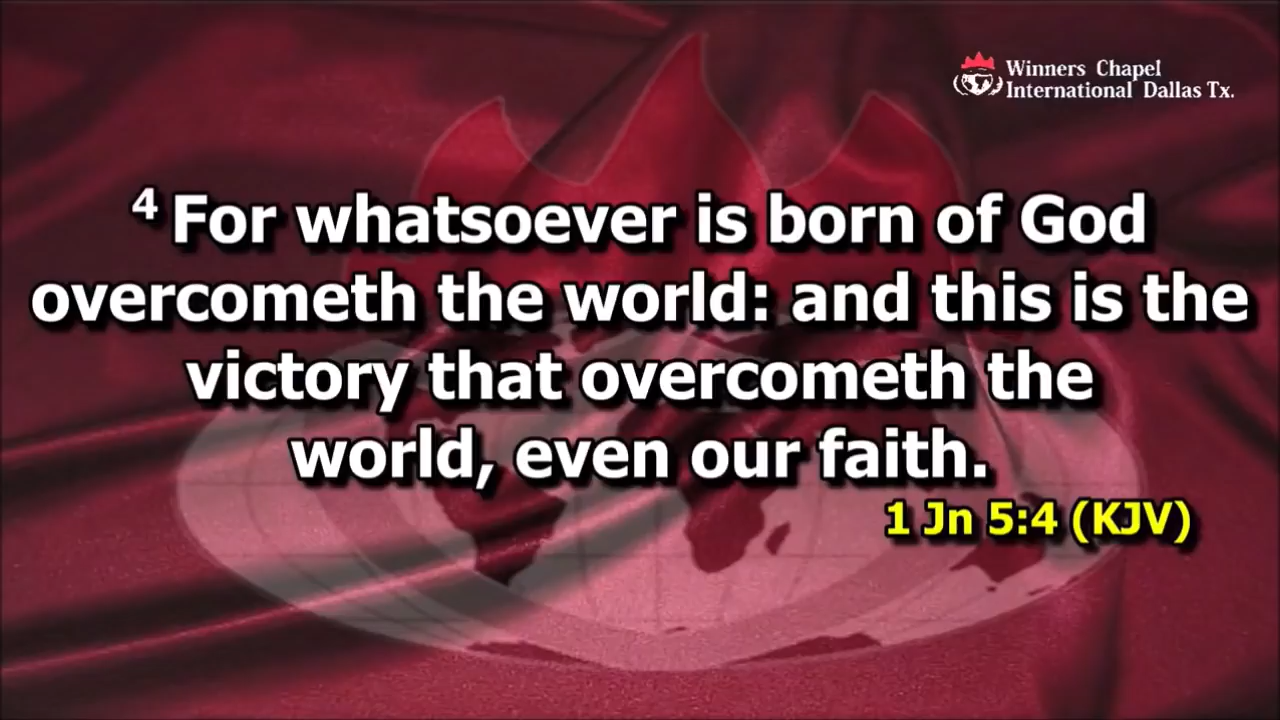 Winners Chapel
International Dallas Tx.
4 For whatsoever is born of God
overcometh the world: and this is the
victory that overcometh the
world, even our faith.
1 Jn 5:4 (KJV)